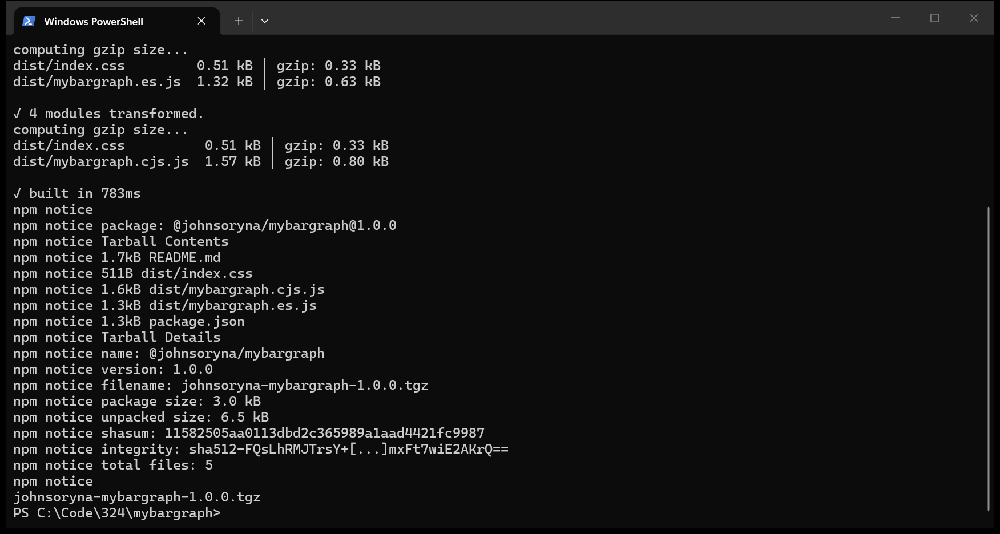 Windows PowerShell
computing gzip size...
dist/index.css         0.51 kB │ gzip: 0.33 kB
dist/mybargraph.es.js  1.32 kB │ gzip: 0.63 kB
√ 4 modules transformed.
computing gzip size...
dist/index.css          0.51 kB │ gzip: 0.33 kB
dist/mybargraph.cjs.js  1.57 kB │ gzip: 0.80 kB
√ built in 783ms
npm notice
npm notice package: @johnsoryna/mybargraph@1.0.0
npm notice Tarball Contents
npm notice 1.7kB README.md
npm notice 511B dist/index.css
npm notice 1.6kB dist/mybargraph.cjs.js
npm notice 1.3kB dist/mybargraph.es.js
npm notice 1.3kB package.json
npm notice Tarball Details
npm notice name: @johnsoryna/mybargraph
npm notice version: 1.0.0
npm notice filename: johnsoryna-mybargraph-1.0.0.tgz
npm notice package size: 3.0 kB
npm notice unpacked size: 6.5 kB
npm notice shasum: 11582505aa0113dbd2c365989a1aad4421fc9987
npm notice integrity: sha512-FQsLhRMJTrsY+[...]mxFt7wiE2AKrQ==
npm notice total files: 5
npm notice
johnsoryna-mybargraph-1.0.0.tgz
PS C:\Code\324\mybargraph>